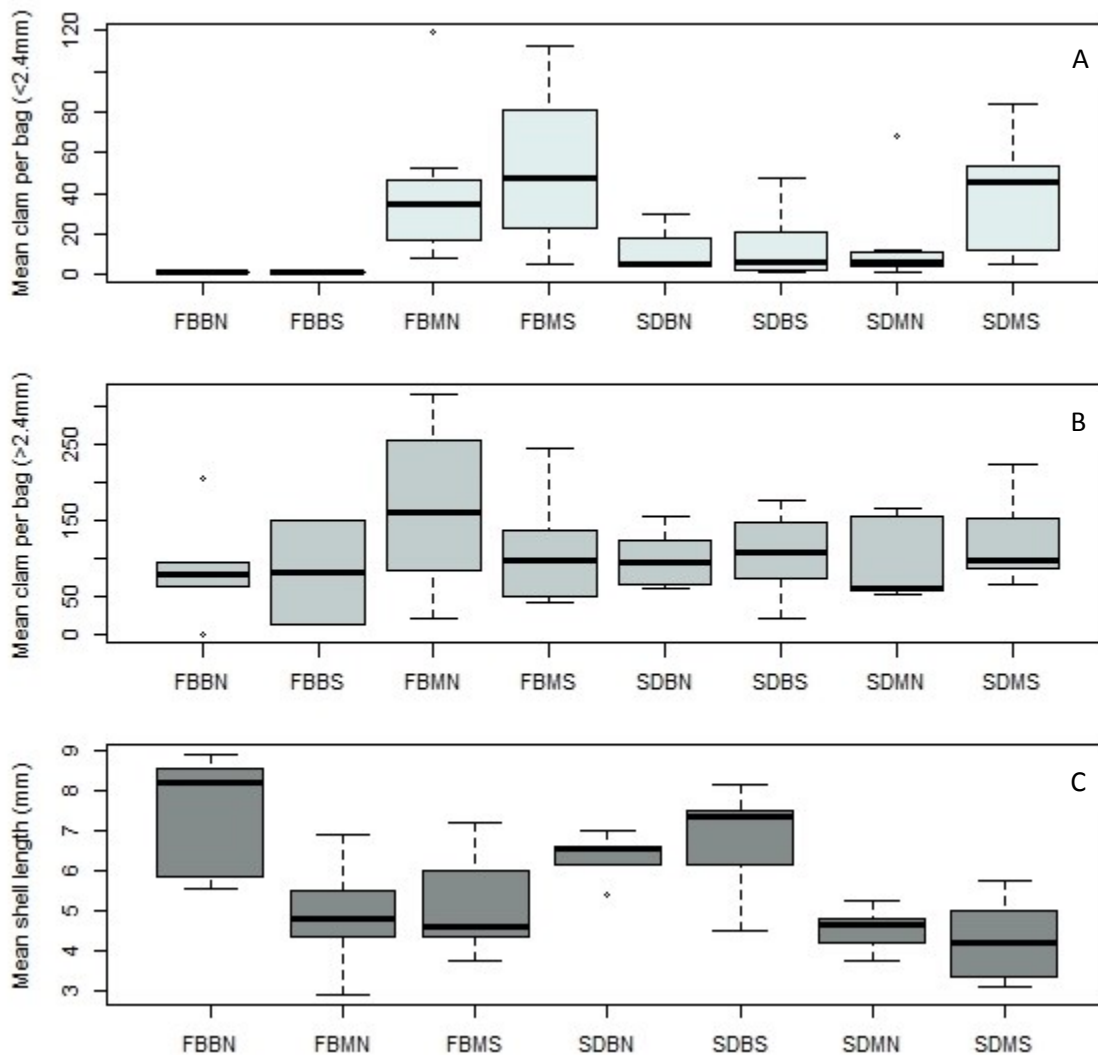 Mean clam per bag (<2.4mm)
120
80
60
40
20
0
A
FBBN FBBS FBMN FBMS SDBN SDBS SDMN SDMS
Mean clam per bag (>2.4mm)
250
150
50
0
B
FBBN FBBS FBMN FBMS SDBN SDBS SDMN SDMS
Mean shell length (mm)
9
8
7
6
5
4
3
C
FBBN FBMN FBMS SDBN SDBS SDMN SDMS